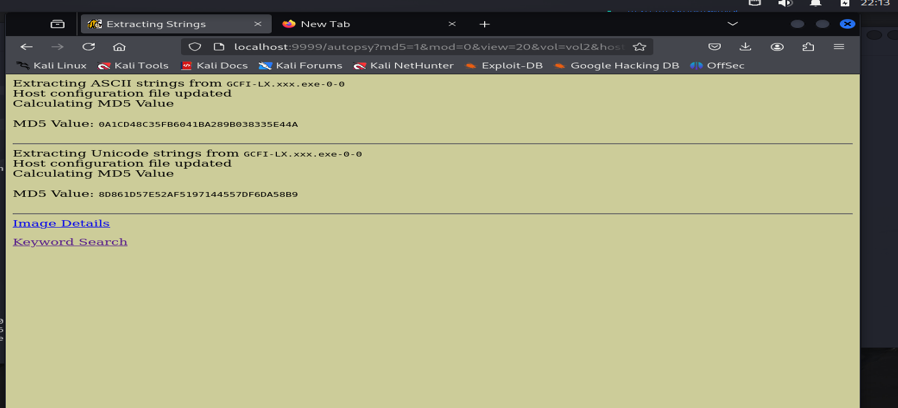 22:13
Extracting Strings
New Tab
localhost:9999/autopsy?md5=1&mod=0&view=20&vol=vol2&host
Kali Linux Kali Tools Kali Docs Kali Forums Kali NetHunter Exploit-DB Google Hacking DB OffSec
Extracting ASCII strings from GCFI-LX.xxx.exe-0-0
Host configuration file updated
Calculating MD5 Value
MD5 Value: 0A1CD48C35FB6041BA289B038335E44A
Extracting Unicode strings from GCFI-LX.xxx.exe-0-0
Host configuration file updated
Calculating MD5 Value
MD5 Value: 8D861D57E52AF5197144557DF6DA58B9
Image Details
Keyword Search